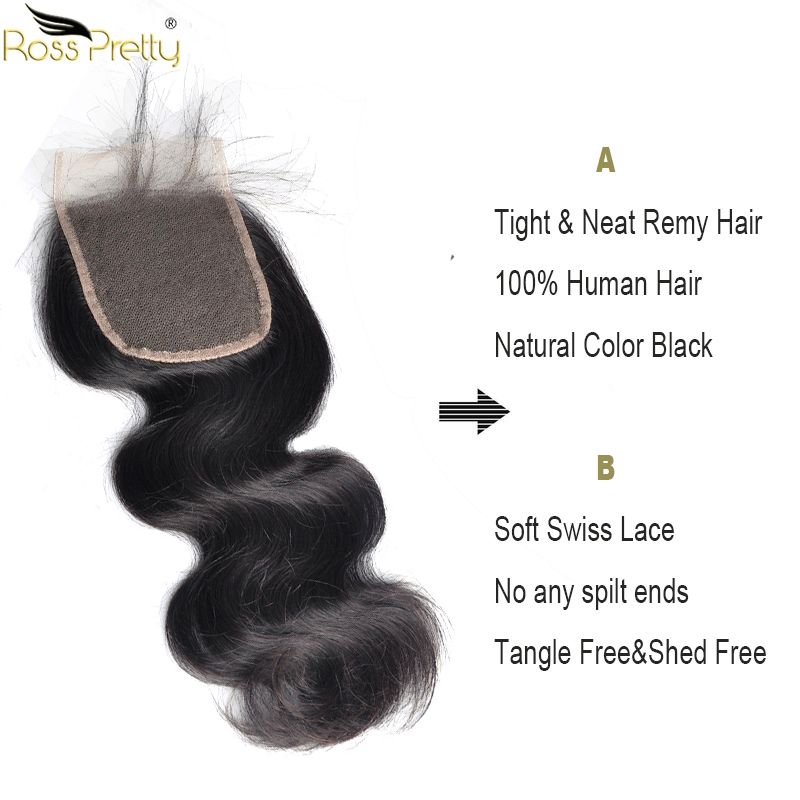 Ross Pretty ®
A
Tight & Neat Remy Hair
100% Human Hair
Natural Color Black
B
Soft Swiss Lace
No any spilt ends
Tangle Free&Shed Free